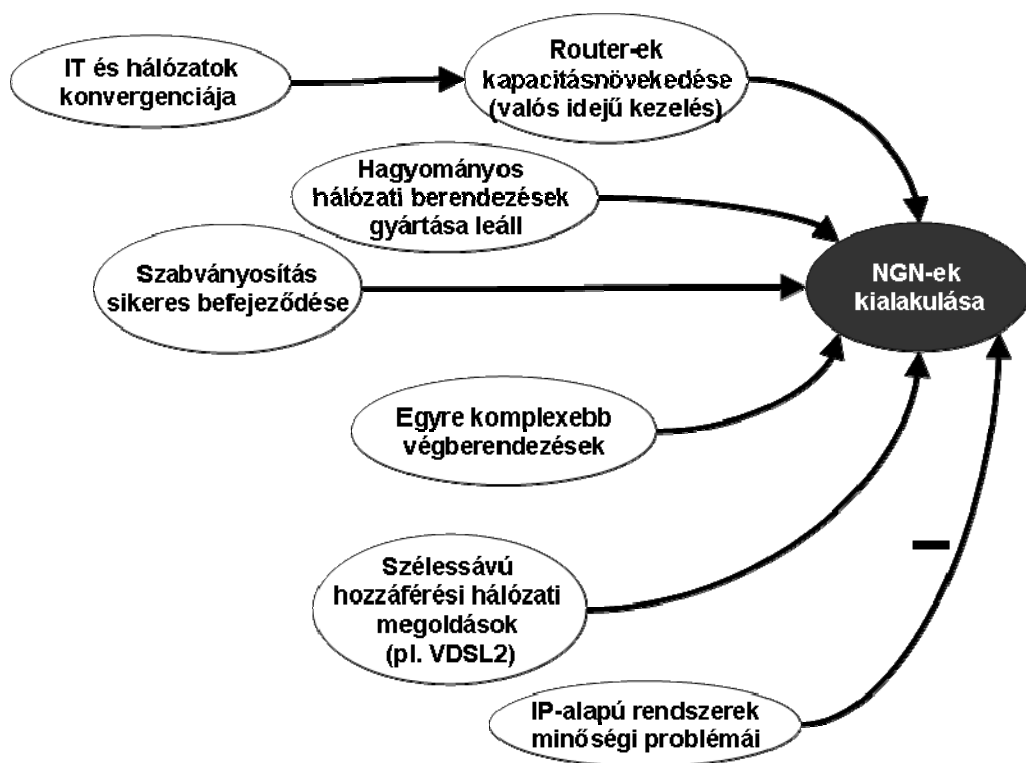 IT és hálózatok
konvergenciája
Router-ek
kapacitásnövekedése
(valós idejű kezelés)
Hagyományos
hálózati berendezések
gyártása leáll
Szabványosítás
sikeres befejeződése
NGN-ek
kialakulása
Egyre komplexebb
végberendezések
Szélessávú
hozzáférési hálózati
megoldások
(pl. VDSL2)
IP-alapú rendszerek
minőségi problémái